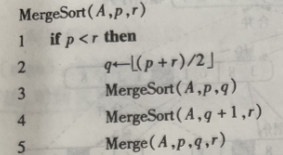 MergeSort(A,p,r)
1 if p<r then
2 q←⌊(p+r)/2⌋
3 MergeSort(A,p,q)
4 MergeSort(A,q+1,r)
5 Merge(A,p,q,r)